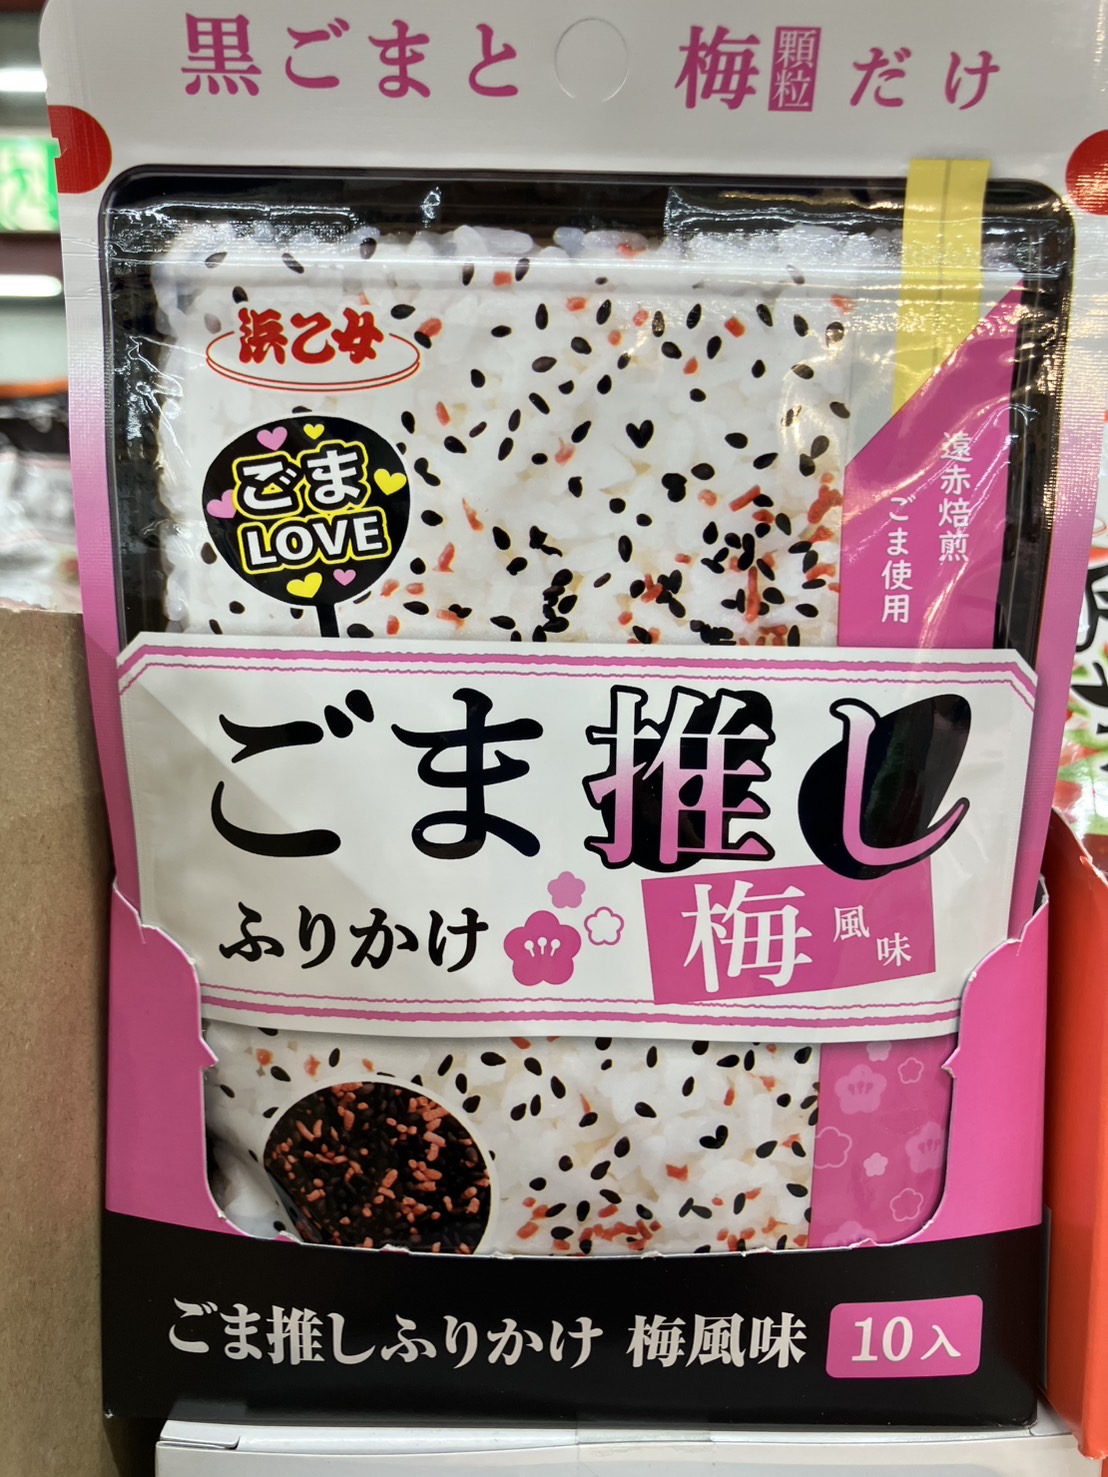 黒ごまと 梅顆粒だけ
浜乙女
ごま
LOVE
遠赤焙煎
ごま使用
ごま推し
ふりかけ
梅風味
ごま推しふりかけ 梅風味 10入